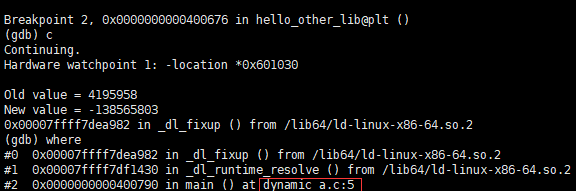 Breakpoint 2, 0x0000000000400676 in hello_other_lib@plt ()
(gdb) c
Continuing.
Hardware watchpoint 1: -location *0x601030
Old value = 4195958
New value = -138565803
0x00007ffff7dea982 in _dl_fixup () from /lib64/ld-linux-x86-64.so.2
(gdb) where
#0  0x00007ffff7dea982 in _dl_fixup () from /lib64/ld-linux-x86-64.so.2
#1  0x00007ffff7df1430 in _dl_runtime_resolve () from /lib64/ld-linux-x86-64.so.2
#2  0x0000000000400790 in main () at dynamic a.c:5